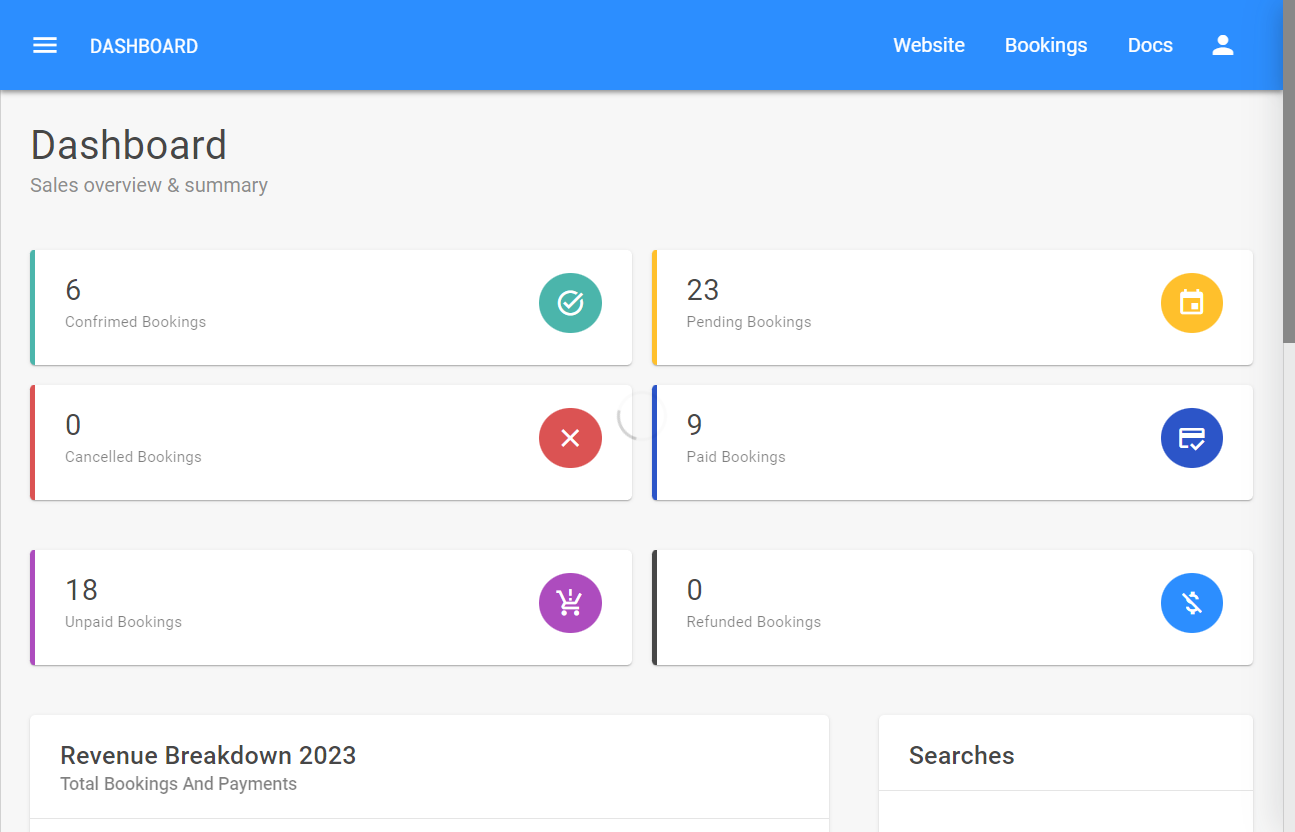 DASHBOARD
Website
Bookings
Docs
Dashboard
Sales overview & summary
6
Confrimed Bookings
23
Pending Bookings
0
Cancelled Bookings
9
Paid Bookings
18
Unpaid Bookings
0
Refunded Bookings
Revenue Breakdown 2023
Total Bookings And Payments
Searches